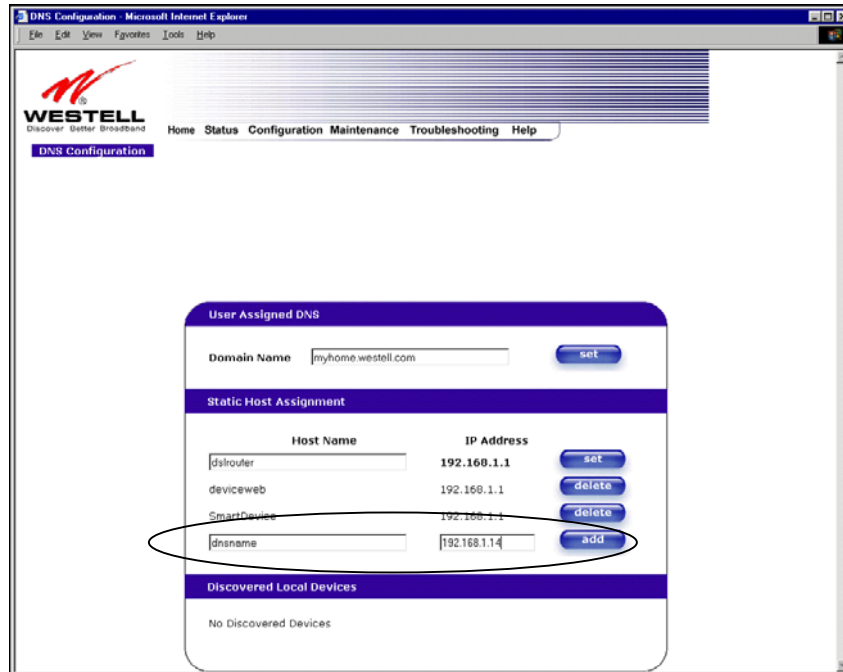 DNS Configuration - Microsoft Internet Explorer
File Edit View Favorites Tools Help
WESTELL®
Discover Better Broadband
Home Status Configuration Maintenance Troubleshooting Help
DNS Configuration
User Assigned DNS
Domain Name myhome.westell.com set
Static Host Assignment
Host Name IP Address
dslrouter 192.168.1.1 set
deviceweb 192.168.1.1 delete
SmartDevice 192.168.1.1 delete
dnsname 192.168.1.14 add
Discovered Local Devices
No Discovered Devices